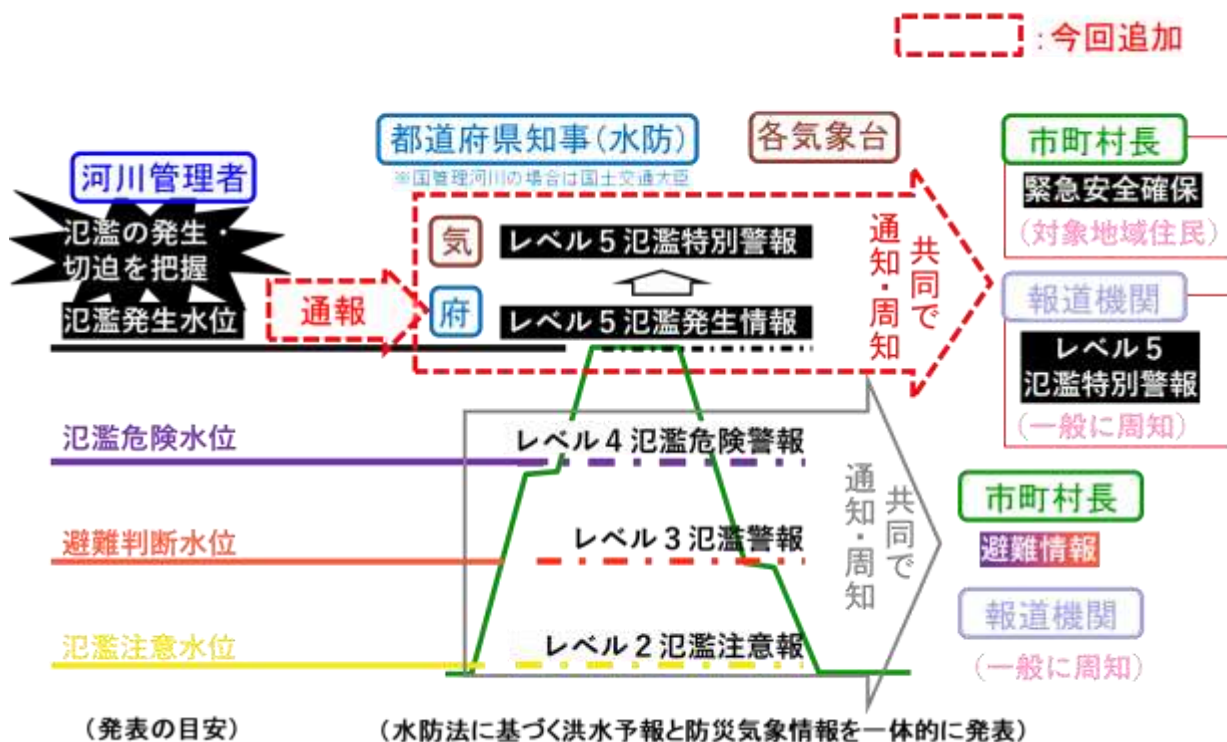 :今回追加
都道府県知事(水防)
※国管理河川の場合は国土交通大臣
各気象台
市町村長
緊急安全確保
(対象地域住民)
河川管理者
氾濫の発生・
切迫を把握
氾濫発生水位
通報
気
レベル5氾濫特別警報
府
レベル5氾濫発生情報
共同で
通知・周知
報道機関
レベル5
氾濫特別警報
(一般に周知)
氾濫危険水位
レベル4氾濫危険警報
避難判断水位
レベル3氾濫警報
氾濫注意水位
レベル2氾濫注意報
共同で
通知・周知
市町村長
避難情報
報道機関
(一般に周知)
(発表の目安)
(水防法に基づく洪水予報と防災気象情報を一体的に発表)